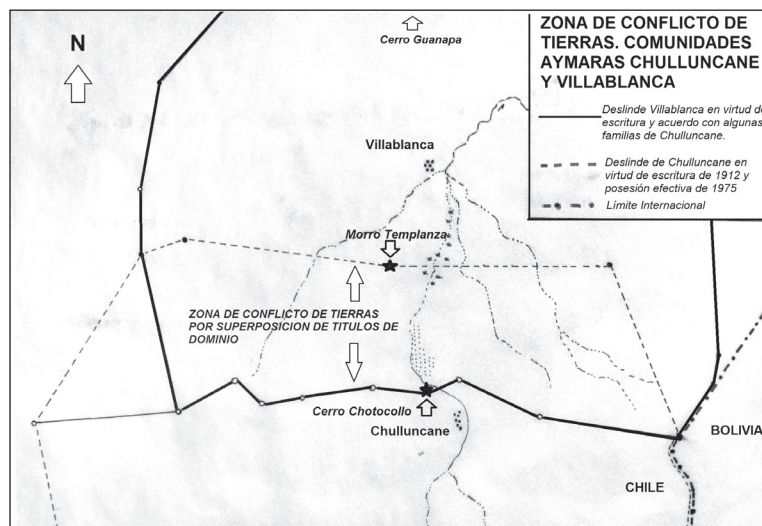 ZONA DE CONFLICTO DE
TIERRAS. COMUNIDADES
AYMARAS CHULLUNCANE
Y VILLABLANCA
Deslinde Villablanca en virtud de
escritura y acuerdo con algunas
familias de Chulluncane.
Deslinde de Chulluncane en
virtud de escritura de 1912 y
posesión efectiva de 1975
Límite Internacional
N
Cerro Guanapa
Villablanca
Morro Templanza
ZONA DE CONFLICTO DE TIERRAS
POR SUPERPOSICION DE TITULOS DE
DOMINIO
Cerro Chotocollo
Chulluncane
BOLIVIA
CHILE